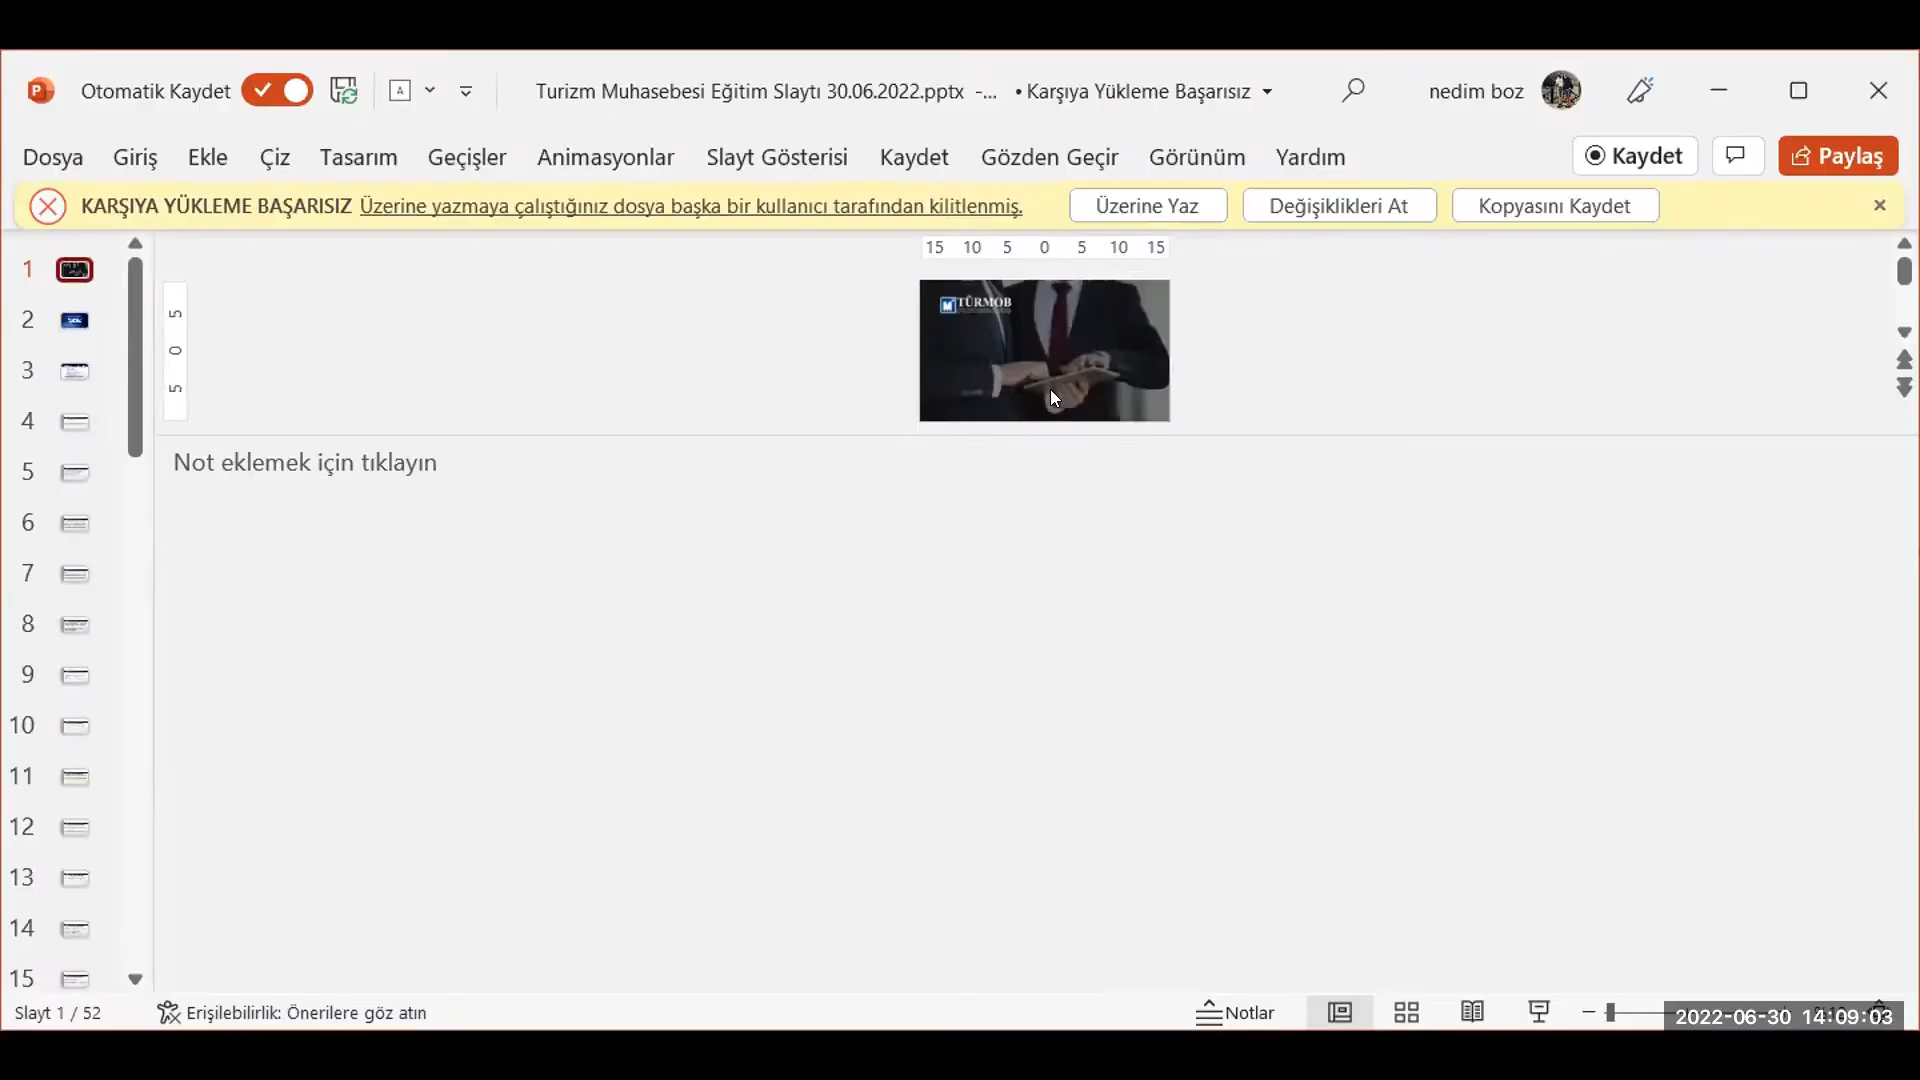 Otomatik Kaydet
Turizm Muhasebesi Eğitim Slaytı 30.06.2022.pptx -... • Karşıya Yükleme Başarısız
nedim boz
Dosya Giriş Ekle Çiz Tasarım Geçişler Animasyonlar Slayt Gösterisi Kaydet Gözden Geçir Görünüm Yardım
Kaydet
Paylaş
KARŞIYA YÜKLEME BAŞARISIZ Üzerine yazmaya çalıştığınız dosya başka bir kullanıcı tarafından kilitlenmiş.
Üzerine Yaz
Değişiklikleri At
Kopyasını Kaydet
15 10 5 0 5 10 15
5 0 5
TÜRMOB
1
2
3
4
5
6
7
8
9
10
11
12
13
14
15
Not eklemek için tıklayın
Slayt 1 / 52
Erişilebilirlik: Önerilere göz atın
Notlar
2022-06-30 14:09:03